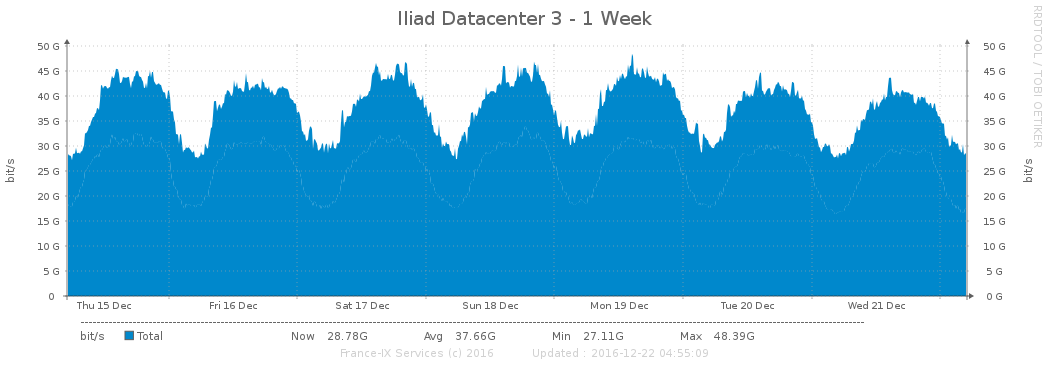 Iliad Datacenter 3 - 1 Week
RRDTOOL / TOBI OETIKER
50 G 50 G
45 G 45 G
40 G 40 G
35 G 35 G
30 G 30 G
25 G 25 G
20 G 20 G
15 G 15 G
10 G 10 G
5 G 5 G
0 0 G
bit/s bit/s
Thu 15 Dec Fri 16 Dec Sat 17 Dec Sun 18 Dec Mon 19 Dec Tue 20 Dec Wed 21 Dec
bit/s Total Now 28.78G Avg 37.66G Min 27.11G Max 48.39G
France-IX Services (c) 2016 Updated : 2016-12-22 04:55:09